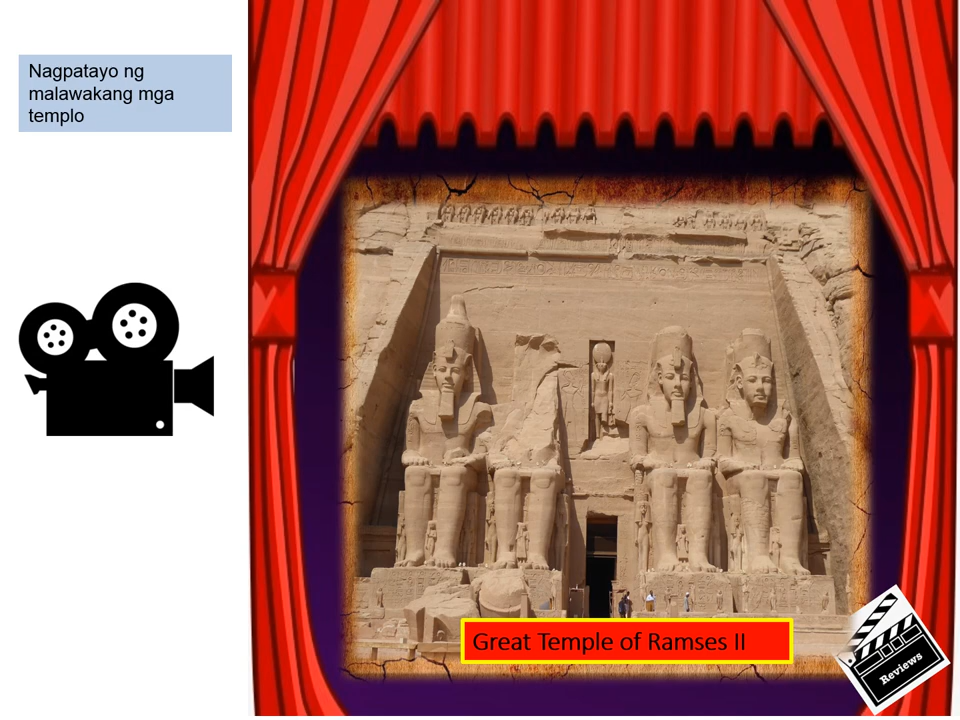 Nagpatayo ng
malawakang mga
templo
Great Temple of Ramses II
Reviews